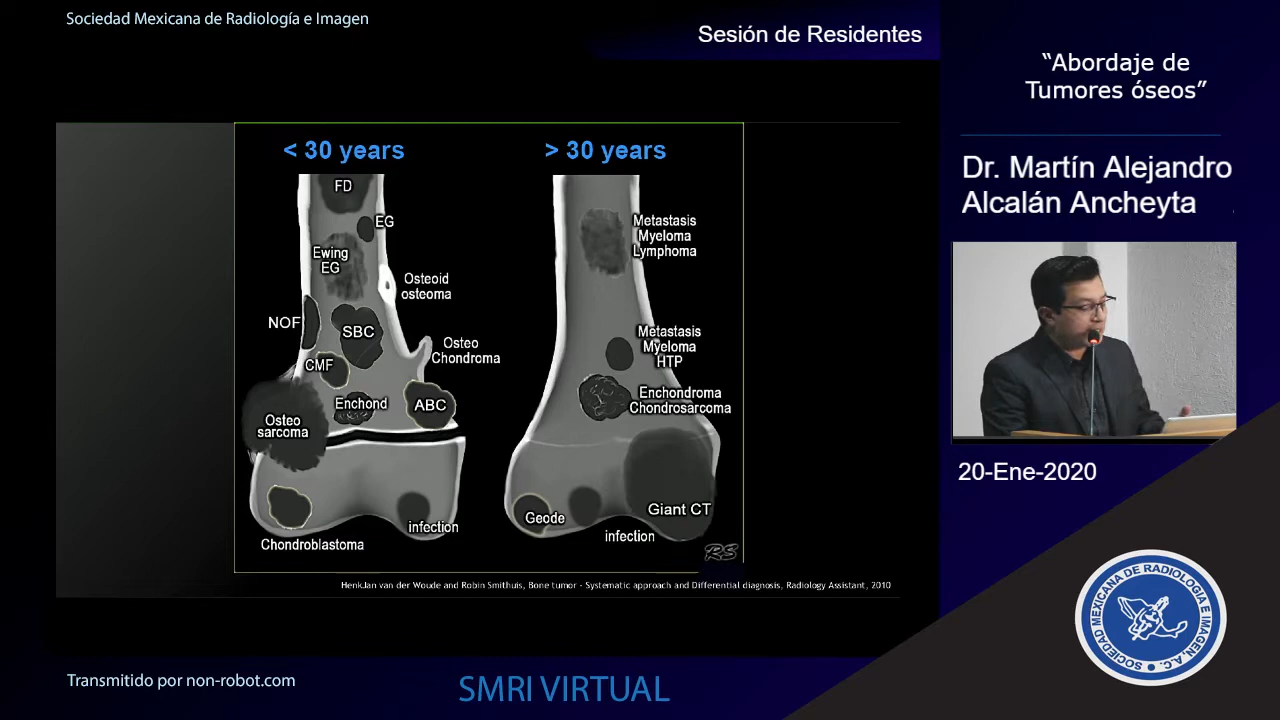 Sociedad Mexicana de Radiología e Imagen
Sesión de Residentes
“Abordaje de
Tumores óseos”
Dr. Martín Alejandro
Alcalán Ancheyta
20-Ene-2020
< 30 years
FD
EG
Ewing
EG
Osteoid
osteoma
NOF
SBC
Osteo
Chondroma
CMF
Enchond
ABC
Osteo
sarcoma
infection
Chondroblastoma
> 30 years
Metastasis
Myeloma
Lymphoma
Metastasis
Myeloma
HTP
Enchondroma
Chondrosarcoma
Geode
Giant CT
infection
RS
HenkJan van der Woude and Robin Smithuis, Bone tumor - Systematic approach and Differential diagnosis, Radiology Assistant, 2010
SOCIEDAD MEXICANA DE RADIOLOGIA E IMAGEN, A.C.
Transmitido por non-robot.com
SMRI VIRTUAL